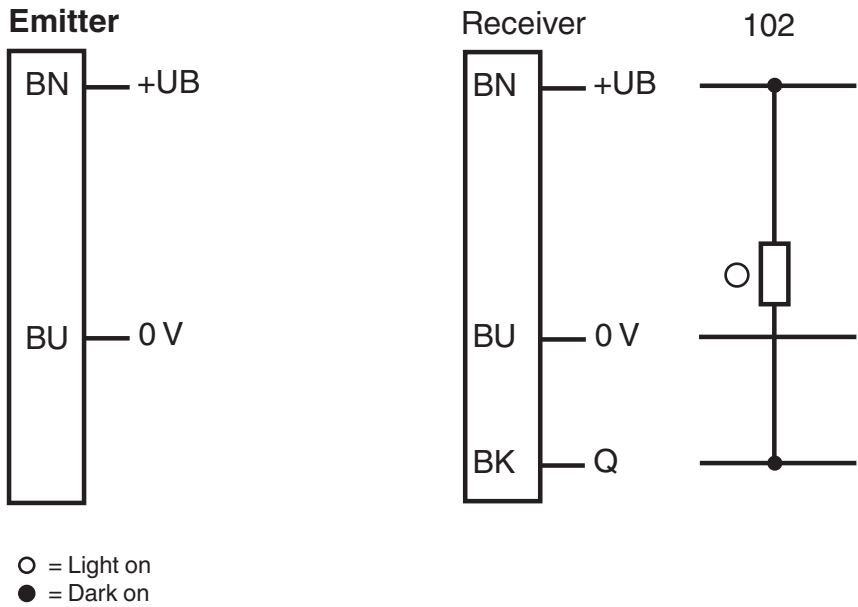 Emitter
BN +UB
BU 0 V
Receiver
BN +UB
BU 0 V
BK Q
102
= Light on
= Dark on